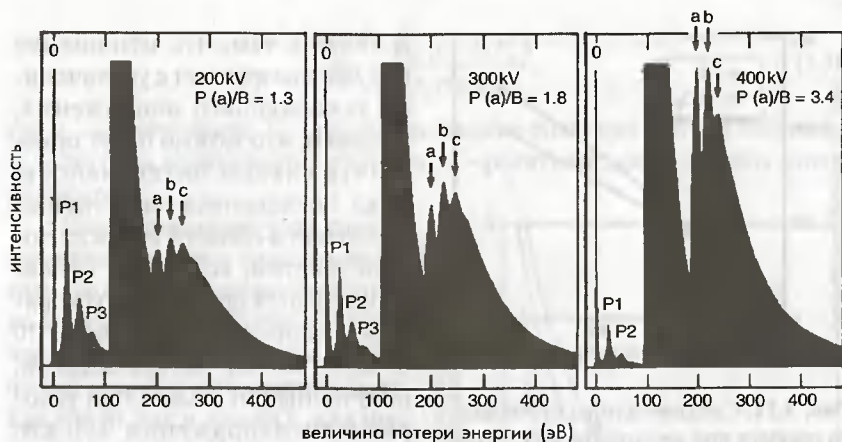 0
200kV
P (a)/B = 1.3
a
b
c
P1
P2
P3
0 100 200 300 400
0
300kV
P (a)/B = 1.8
a
b
c
P1
P2
P3
0 100 200 300 400
0
400kV
P (a)/B = 3.4
a
b
c
P1
P2
0 100 200 300 400
интенсивность
величина потери энергии (эВ)